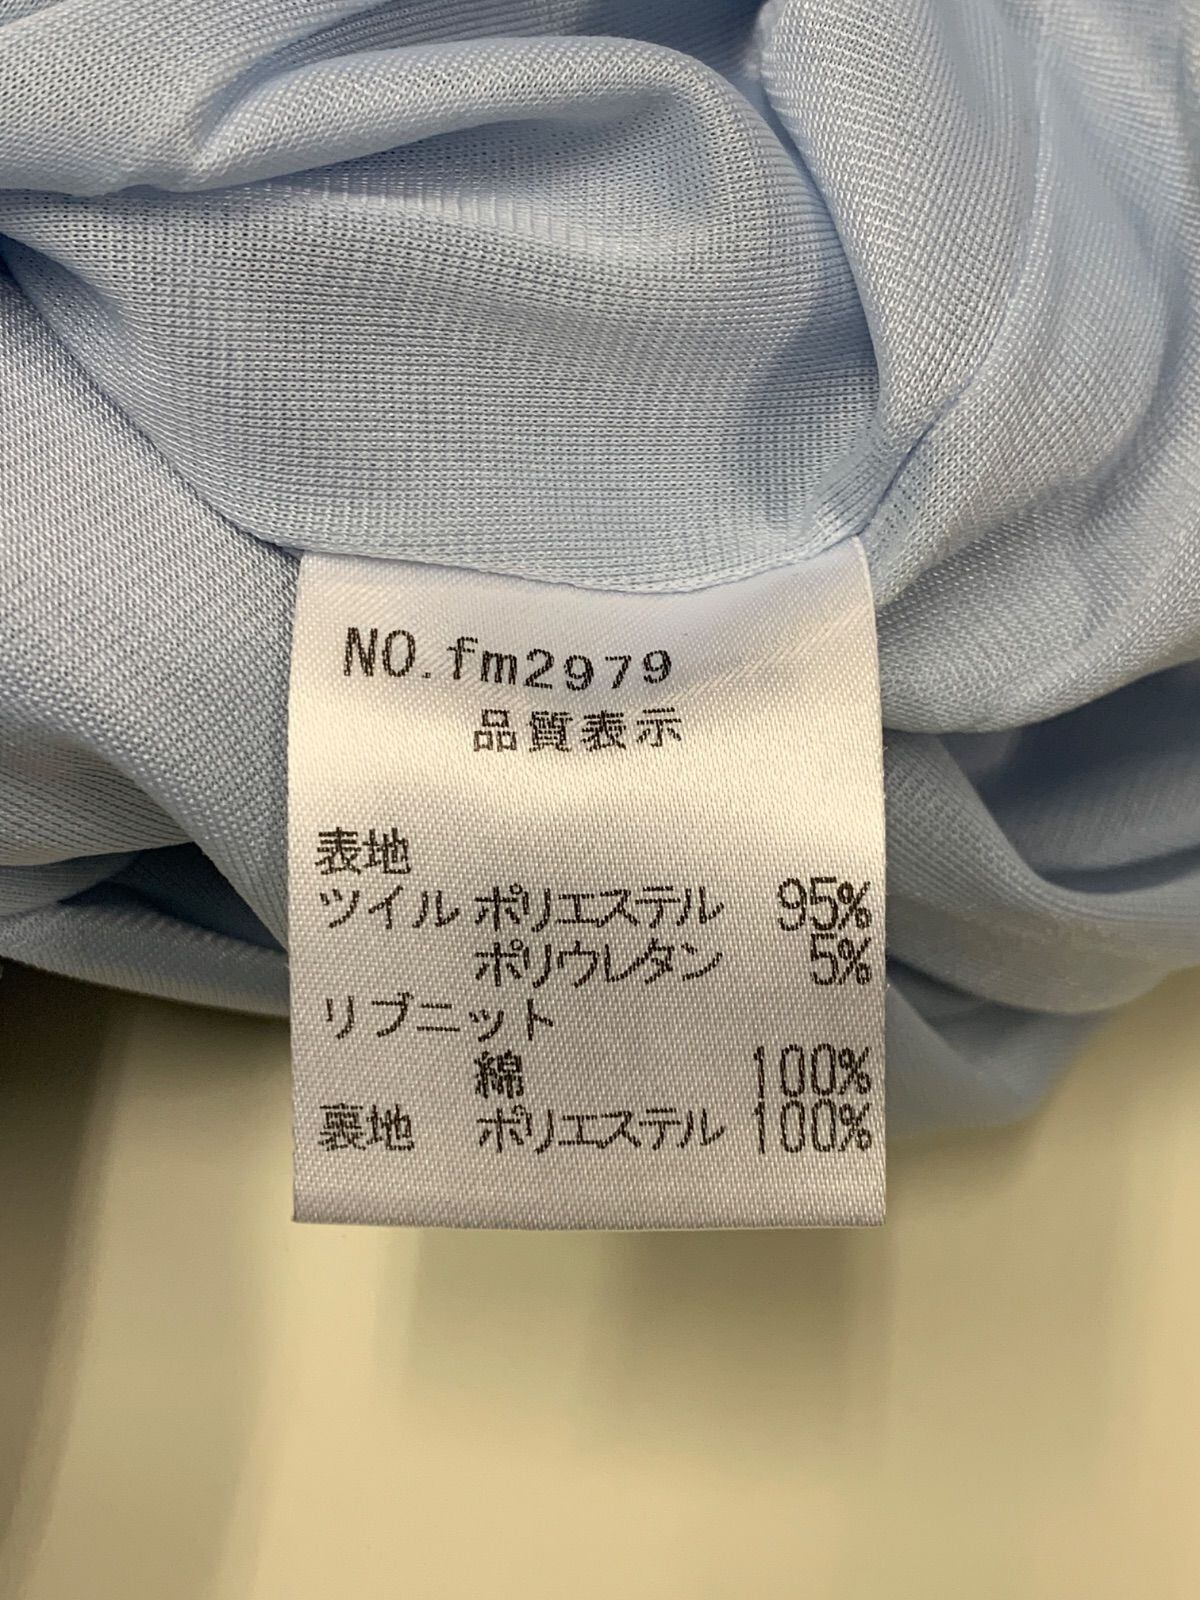 NO.fm2979
品質表示
表地
ツイル ポリエステル 95%
ポリウレタン 5%
リブニット
綿 100%
裏地 ポリエステル 100%